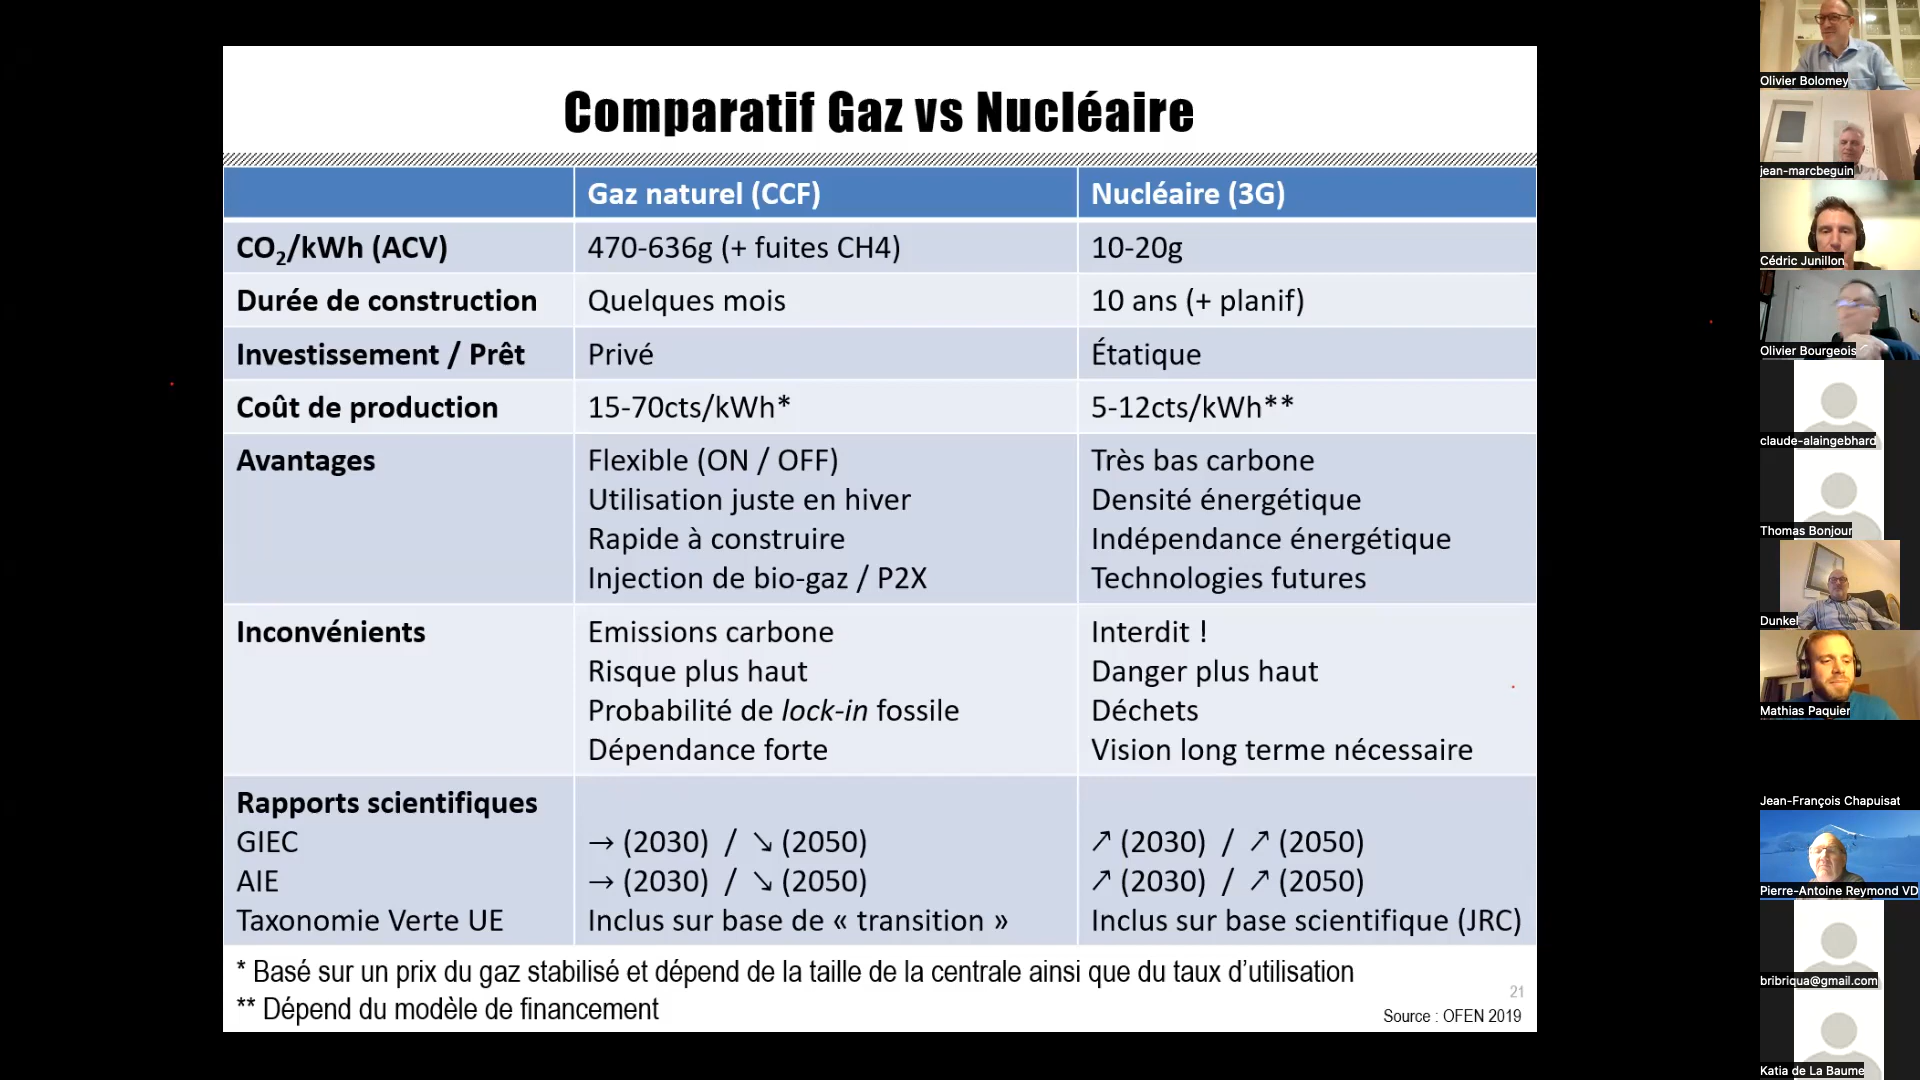 Comparatif Gaz vs Nucléaire
Gaz naturel (CCF) Nucléaire (3G)
CO₂/kWh (ACV) 470-636g (+ fuites CH4) 10-20g
Durée de construction Quelques mois 10 ans (+ planif)
Investissement / Prêt Privé Étatique
Coût de production 15-70cts/kWh* 5-12cts/kWh**
Avantages Flexible (ON / OFF) Très bas carbone
Utilisation juste en hiver Densité énergétique
Rapide à construire Indépendance énergétique
Injection de bio-gaz / P2X Technologies futures
Inconvénients Emissions carbone Interdit !
Risque plus haut Danger plus haut
Probabilité de lock-in fossile Déchets
Dépendance forte Vision long terme nécessaire
Rapports scientifiques
GIEC → (2030) / ↘ (2050) ↗ (2030) / ↗ (2050)
AIE → (2030) / ↘ (2050) ↗ (2030) / ↗ (2050)
Taxonomie Verte UE Inclus sur base de « transition » Inclus sur base scientifique (JRC)
* Basé sur un prix du gaz stabilisé et dépend de la taille de la centrale ainsi que du taux d’utilisation
** Dépend du modèle de financement
21
Source : OFEN 2019
Olivier Bolomey
jean-marcbeguin
Cédric Junillon
Olivier Bourgeois
claude-alaingebhard
Thomas Bonjour
Dunkel
Mathias Paquier
Jean-François Chapuisat
Pierre-Antoine Reymond VD
bribriqua@gmail.com
Katia de La Baume